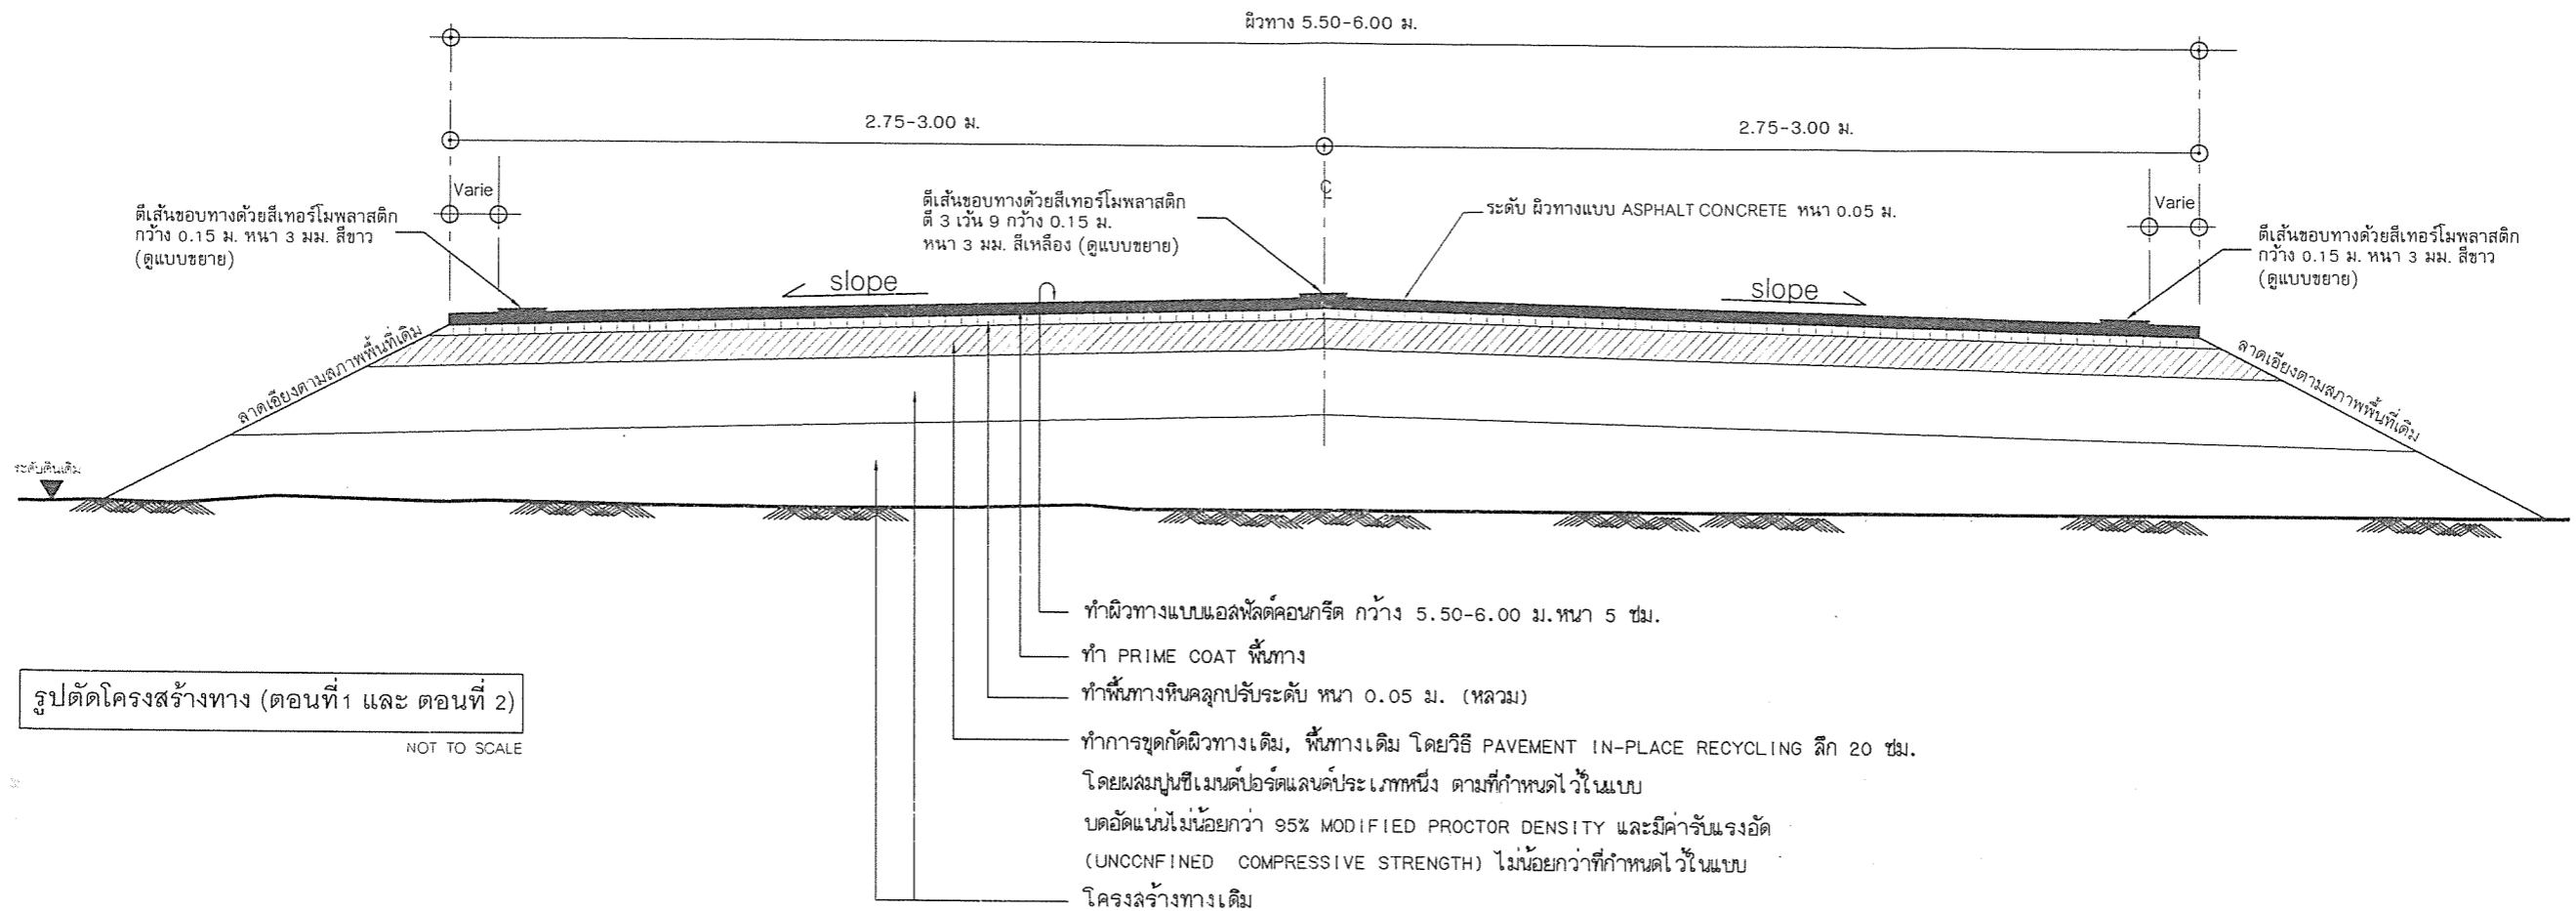 ผิวทาง 5.50-6.00 ม.
2.75-3.00 ม.
2.75-3.00 ม.
Varie
Varie
ตีเส้นขอบทางด้วยสีเทอร์โมพลาสติก
กว้าง 0.15 ม. หนา 3 มม. สีขาว
(ดูแบบขยาย)
ตีเส้นขอบทางด้วยสีเทอร์โมพลาสติก
ตี 3 เว้น 9 กว้าง 0.15 ม.
หนา 3 มม. สีเหลือง (ดูแบบขยาย)
℄
ระดับ ผิวทางแบบ ASPHALT CONCRETE หนา 0.05 ม.
ตีเส้นขอบทางด้วยสีเทอร์โมพลาสติก
กว้าง 0.15 ม. หนา 3 มม. สีขาว
(ดูแบบขยาย)
slope
slope
ลาดเอียงตามสภาพพื้นที่เดิม
ลาดเอียงตามสภาพพื้นที่เดิม
ระดับดินเดิม
ทำผิวทางแบบแอสฟัลต์คอนกรีต กว้าง 5.50-6.00 ม.หนา 5 ซม.
ทำ PRIME COAT พื้นทาง
ทำพื้นทางหินคลุกปรับระดับ หนา 0.05 ม. (หลวม)
ทำการขุดกัดผิวทางเดิม, พื้นทางเดิม โดยวิธี PAVEMENT IN-PLACE RECYCLING ลึก 20 ซม.
โดยผสมปูนซีเมนต์ปอร์ตแลนด์ประเภทหนึ่ง ตามที่กำหนดไว้ในแบบ
บดอัดแน่นไม่น้อยกว่า 95% MODIFIED PROCTOR DENSITY และมีค่ารับแรงอัด
(UNCONFINED COMPRESSIVE STRENGTH) ไม่น้อยกว่าที่กำหนดไว้ในแบบ
โครงสร้างทางเดิม
รูปตัดโครงสร้างทาง (ตอนที่1 และ ตอนที่ 2)
NOT TO SCALE